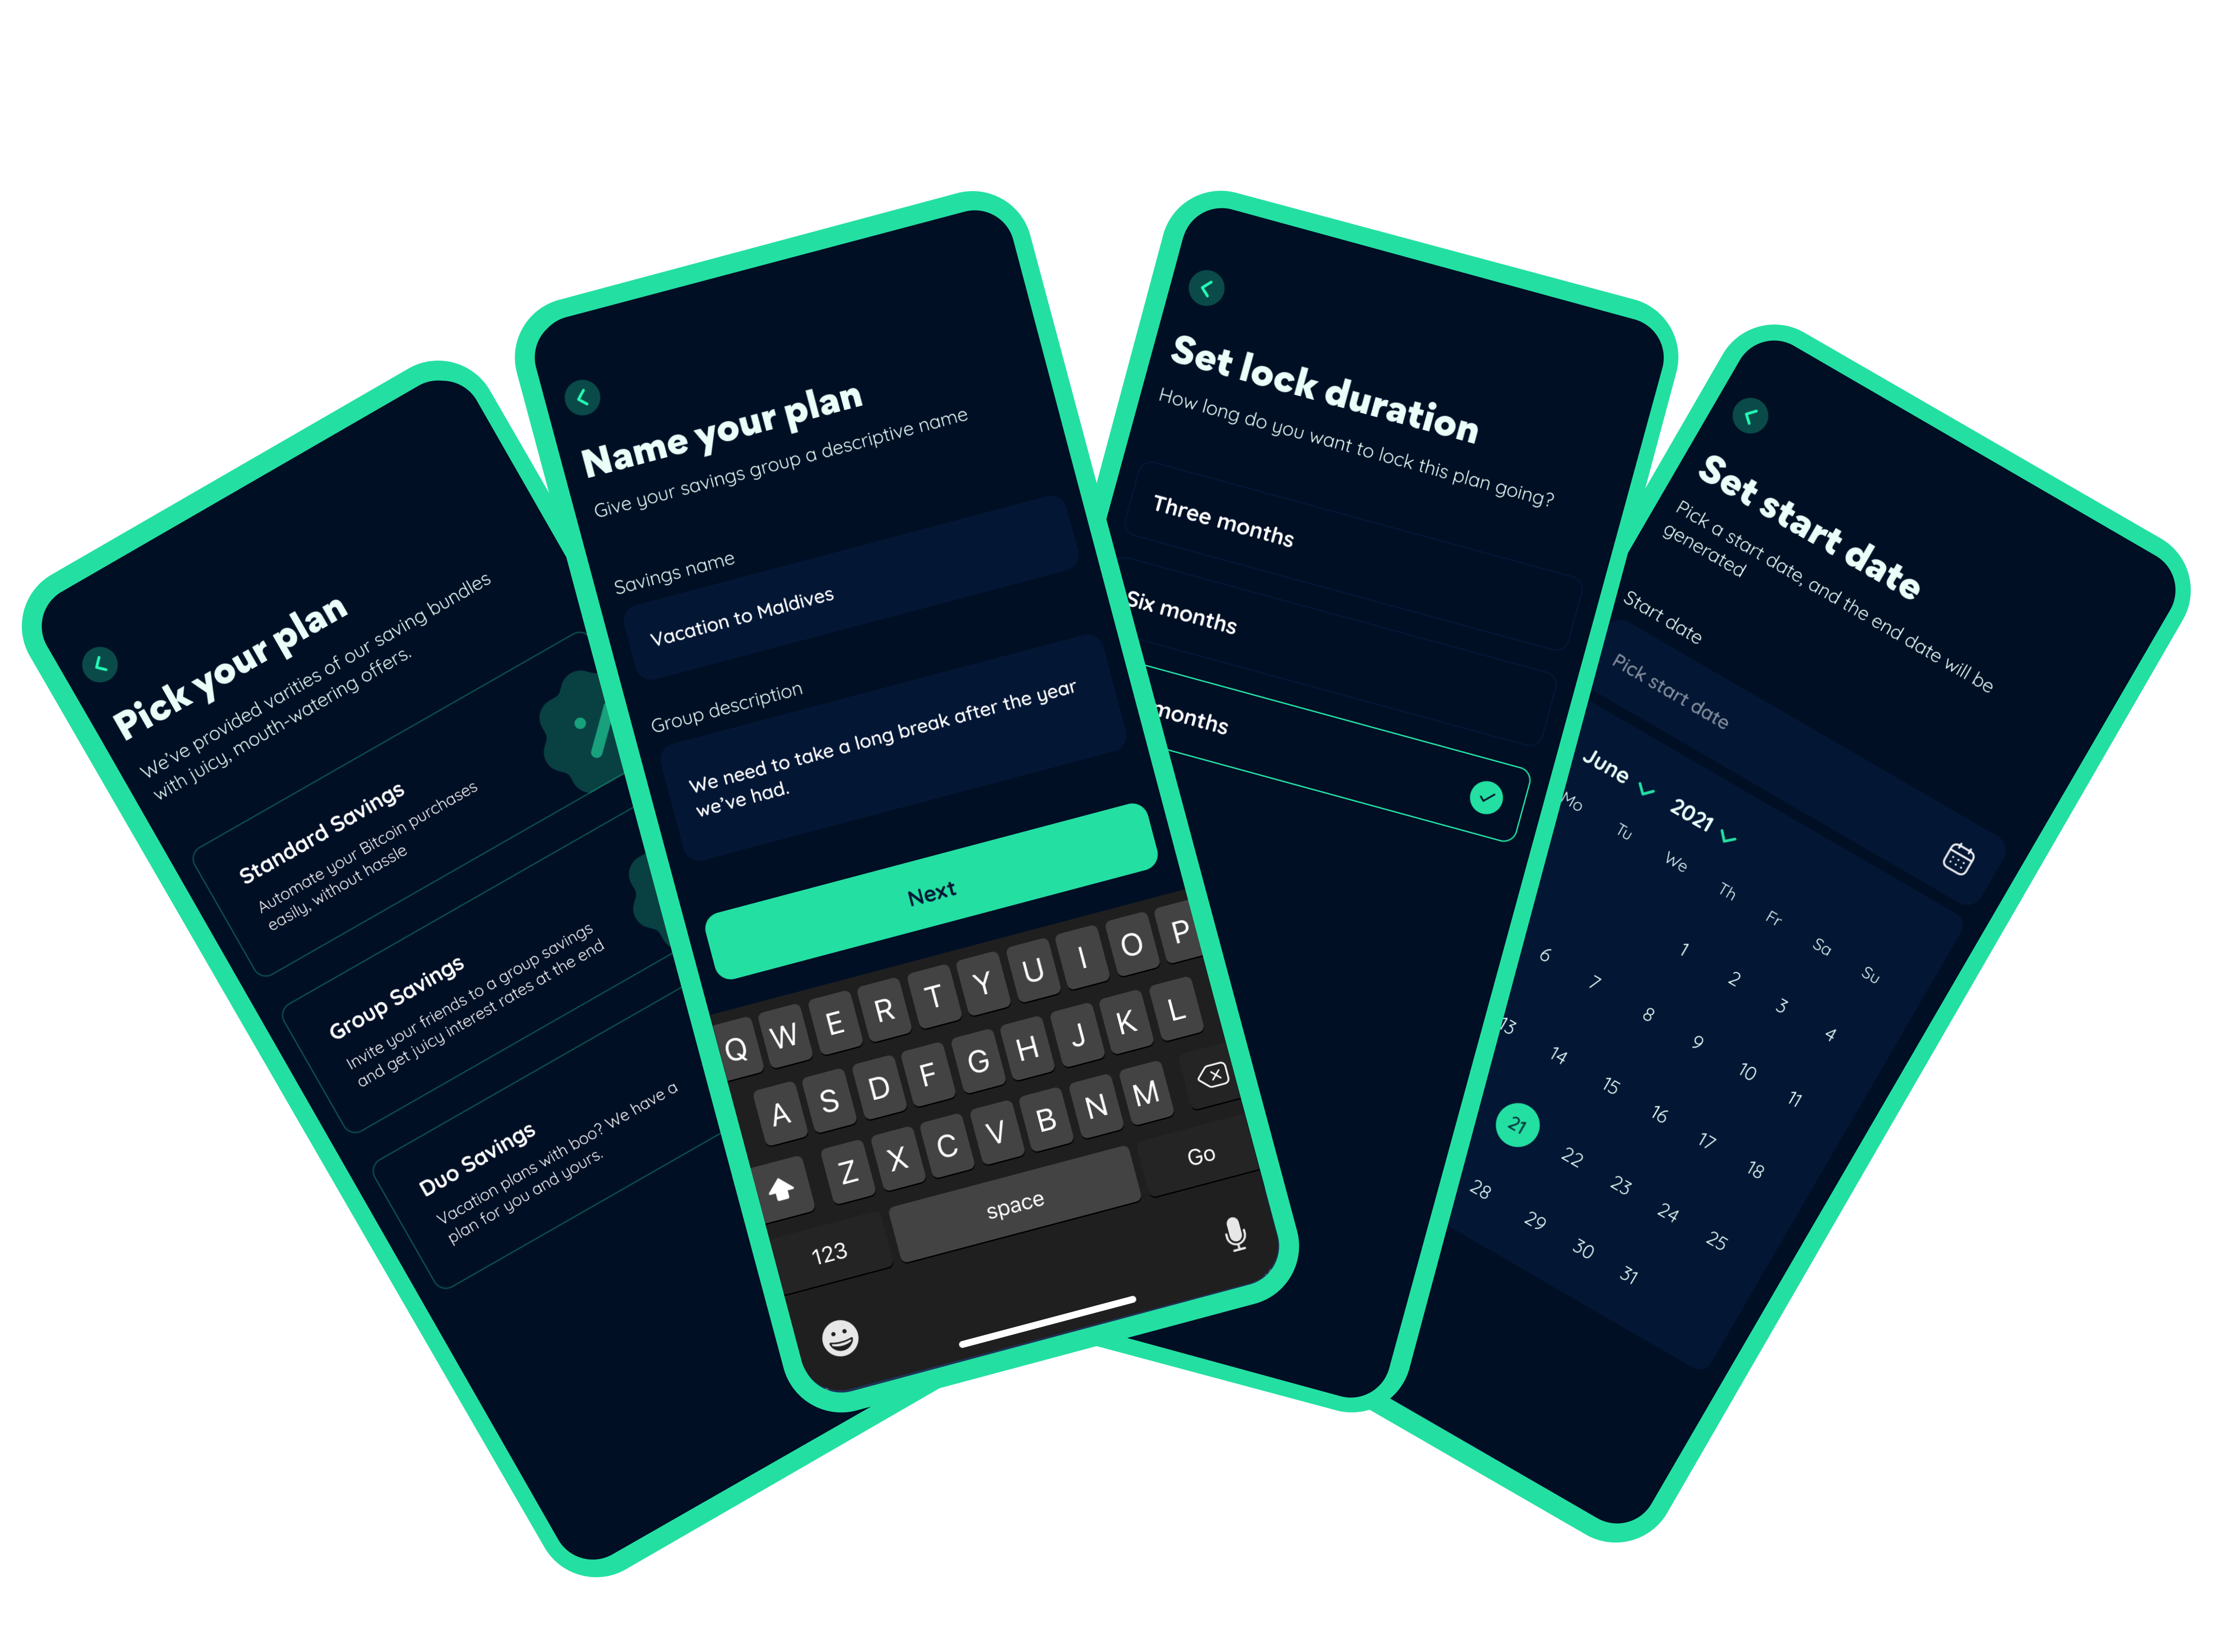 Pick your plan
We've provided varities of our saving bundles
with juicy, mouth-watering offers.
Standard Savings
Automate your Bitcoin purchases
easily, without hassle
Group Savings
Invite your friends to a group savings
and get juicy interest rates at the end
Duo Savings
Vacation plans with boo? We have a
plan for you and yours.
Name your plan
Give your savings group a descriptive name
Savings name
Vacation to Maldives
Group description
We need to take a long break after the year
we've had.
Next
Q W E R T Y U I O P
A S D F G H J K L
Z X C V B N M
123 space Go
Set lock duration
How long do you want to lock this plan going?
Three months
Six months
months
Set start date
Pick a start date, and the end date will be
generated
Start date
Pick start date
June 2021
Mo Tu We Th Fr Sa Su
1 2 3 4
6 7 8 9 10 11
13 14 15 16 17 18
21 22 23 24 25
28 29 30 31